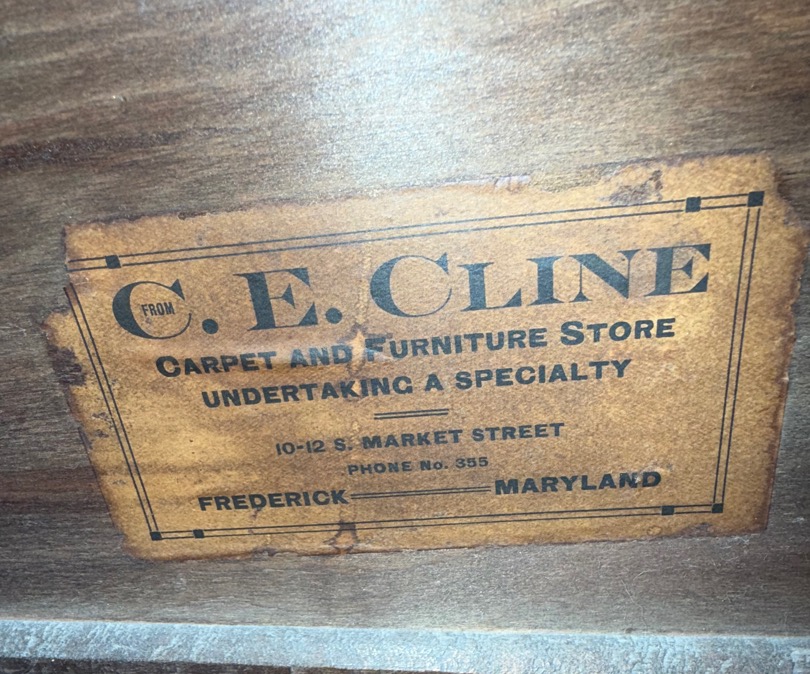 FROM
C. E. CLINE
CARPET AND FURNITURE STORE
UNDERTAKING A SPECIALTY
10-12 S. MARKET STREET
PHONE No. 355
FREDERICK MARYLAND